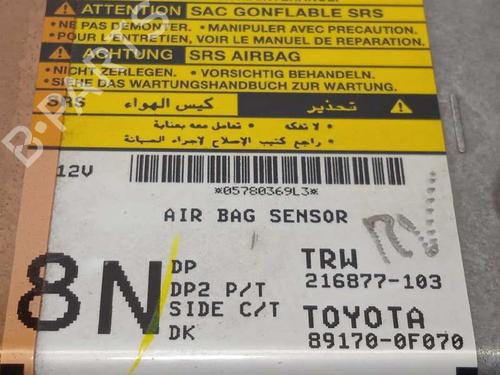 ATTENTION SAC GONFLABLE SRS
•NE PAS DEMONTER. •MANIPULER AVEC PRECAUTION.
•POUR L'ENTRETIEN, VOIR LE MANUEL DE REPARATION.
ACHTUNG SRS AIRBAG
•NICHT ZERLEGEN. •VORSICHTIG BEHANDELN.
•SIEHE DAS WARTUNGSHANDBUCH ZUR WARTUNG.
تحذير كيس الهواء SRS
• لا تفكه • تعامل معه بعناية
• راجع كتيب الإصلاح لإجراء الصيانة
12V
*05780369L3*
AIR BAG SENSOR
8N
DP TRW
DP2 P/T 216877-103
SIDE C/T TOYOTA
DK 89170-0F070
B-PARTS